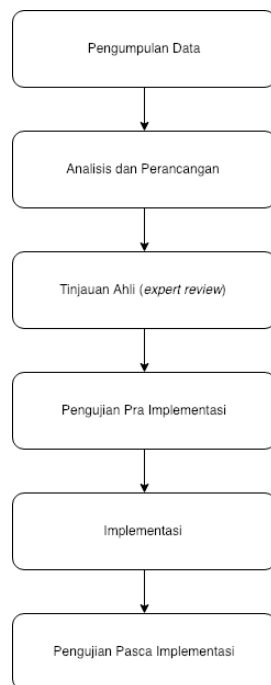 Pengumpulan Data
Analisis dan Perancangan
Tinjauan Ahli (expert review)
Pengujian Pra Implementasi
Implementasi
Pengujian Pasca Implementasi